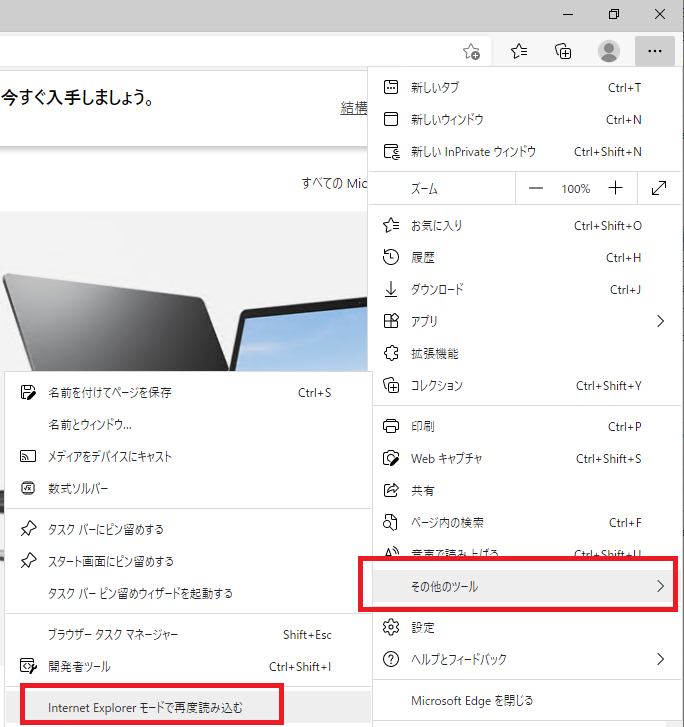 今すぐ入手しましょう。
結構
すべての Mic
新しいタブ Ctrl+T
新しいウィンドウ Ctrl+N
新しい InPrivate ウィンドウ Ctrl+Shift+N
ズーム 100%
お気に入り Ctrl+Shift+O
履歴 Ctrl+H
ダウンロード Ctrl+J
アプリ
拡張機能
コレクション Ctrl+Shift+Y
印刷 Ctrl+P
Web キャプチャ Ctrl+Shift+S
共有
ページ内の検索 Ctrl+F
音声で読み上げる Ctrl+Shift+U
その他のツール
設定
ヘルプとフィードバック
Microsoft Edge を閉じる
名前を付けてページを保存 Ctrl+S
名前とウィンドウ...
メディアをデバイスにキャスト
数式ソルバー
タスク バーにピン留めする
スタート画面にピン留めする
タスク バー ピン留めウィザードを起動する
ブラウザー タスク マネージャー Shift+Esc
開発者ツール Ctrl+Shift+I
Internet Explorer モードで再度読み込む